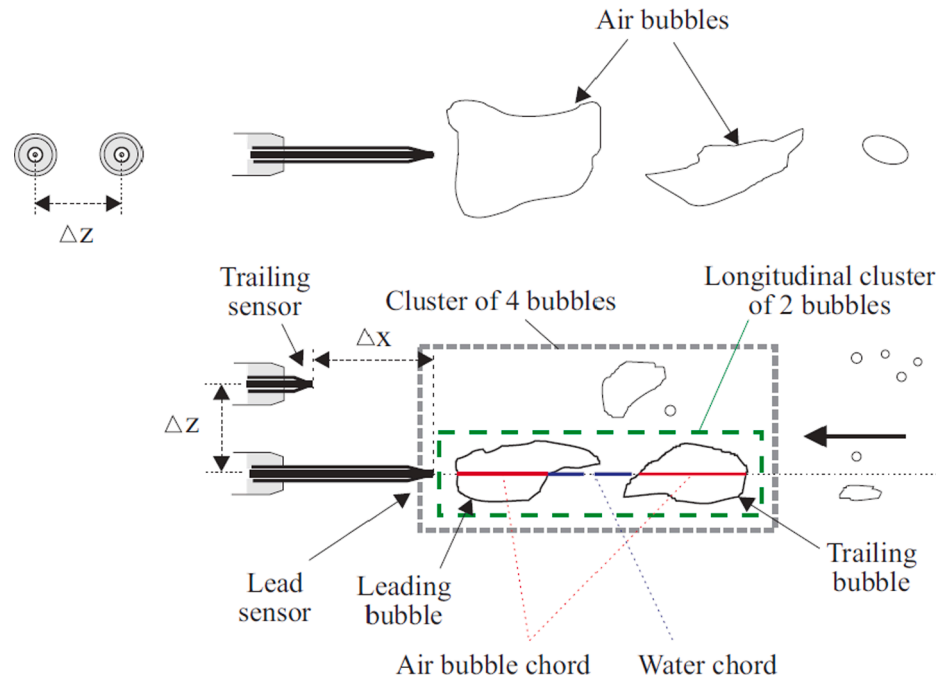 Air bubbles
△z
Trailing
sensor
Cluster of 4 bubbles
Longitudinal cluster
of 2 bubbles
△x
△z
Lead
sensor
Leading
bubble
Trailing
bubble
Air bubble chord
Water chord